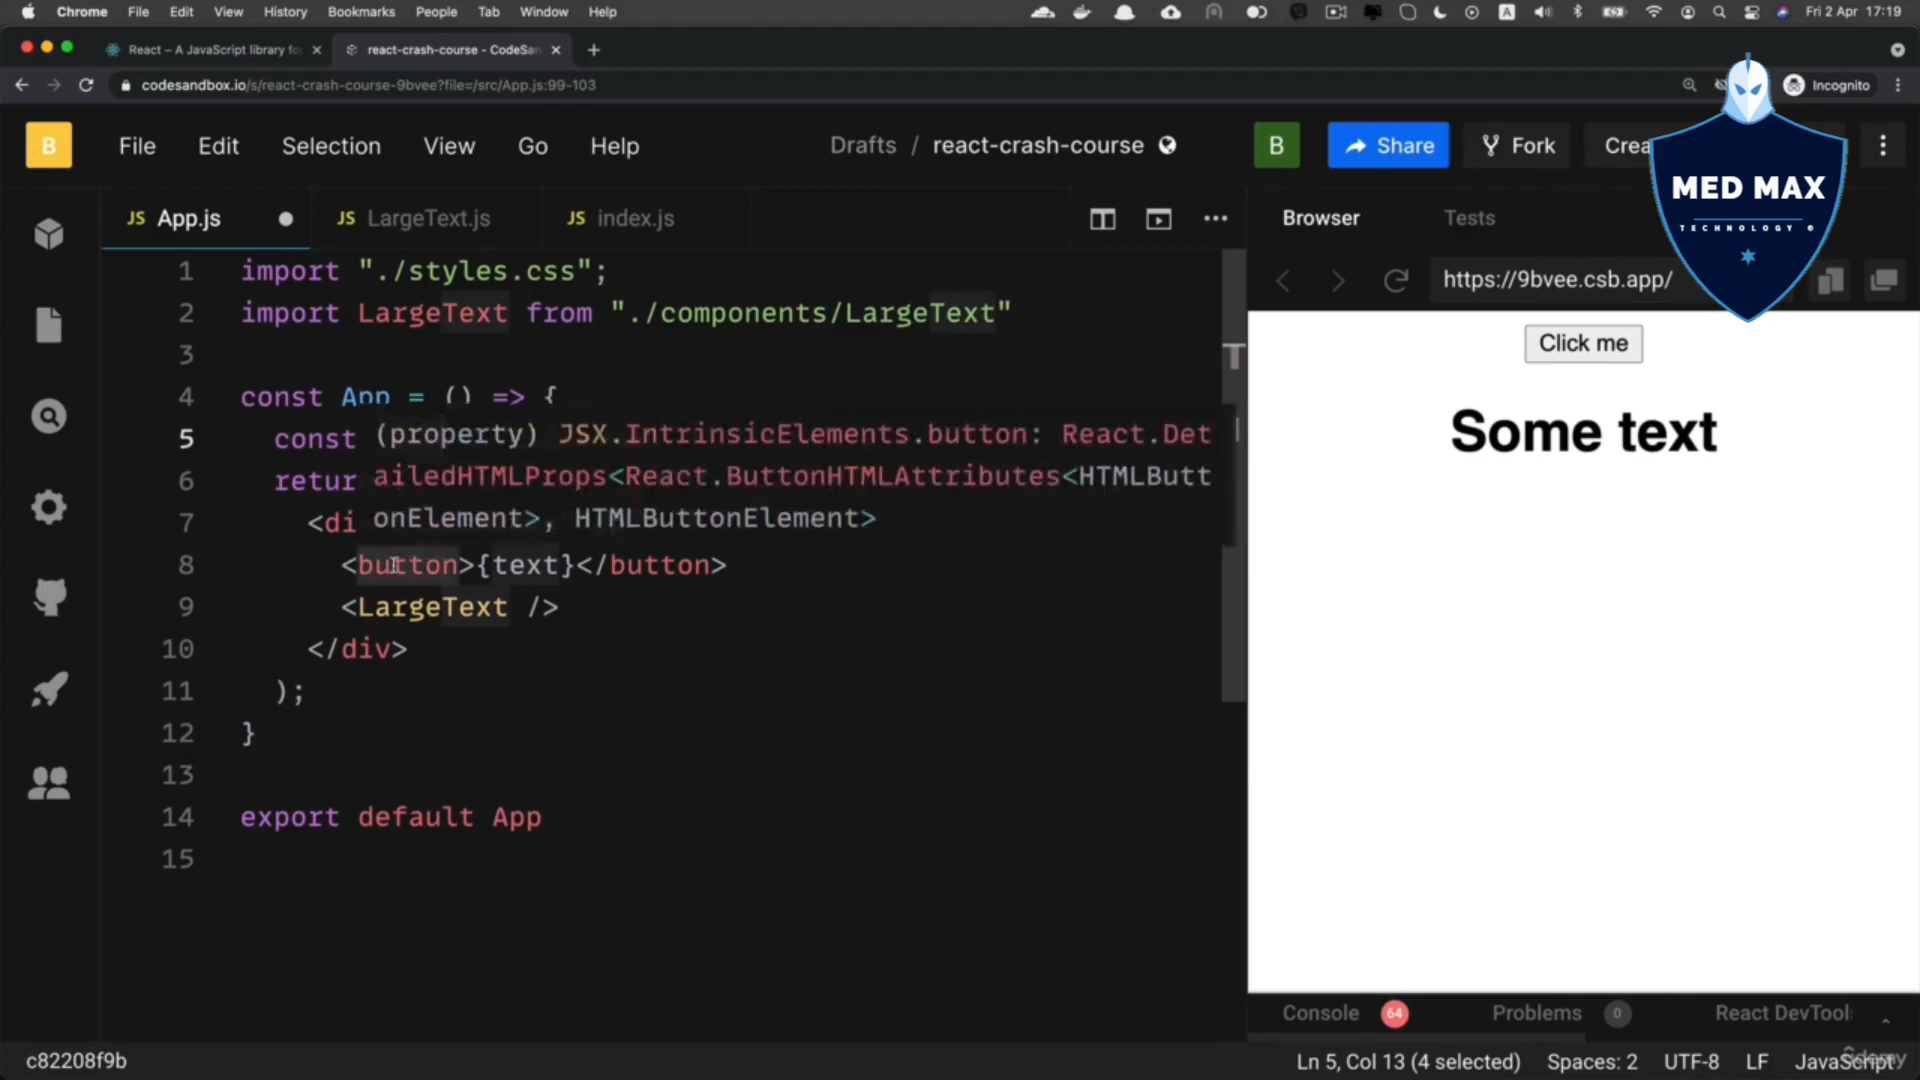 Chrome File Edit View History Bookmarks People Tab Window Help
A
Fri 2 Apr 17:19
React – A JavaScript library fo
react-crash-course - CodeSan
codesandbox.io/s/react-crash-course-9bvee?file=/src/App.js:99-103
Incognito
B
File Edit Selection View Go Help
Drafts / react-crash-course
B
Share
Fork
Crea
MED MAX
TECHNOLOGY
JS App.js
JS LargeText.js
JS index.js
Browser
Tests
https://9bvee.csb.app/
1 import "./styles.css";
2 import LargeText from "./components/LargeText"
3
4 const App = () => {
5 const
(property) JSX.IntrinsicElements.button: React.Det
6 retur
ailedHTMLProps<React.ButtonHTMLAttributes<HTMLButt
7 <di
onElement>, HTMLButtonElement>
8 <button>{text}</button>
9 <LargeText />
10 </div>
11 );
12 }
13
14 export default App
15
Click me
Some text
Console 64
Problems 0
React DevTool
c82208f9b
Ln 5, Col 13 (4 selected)
Spaces: 2
UTF-8
LF
JavaScript
ûdemy